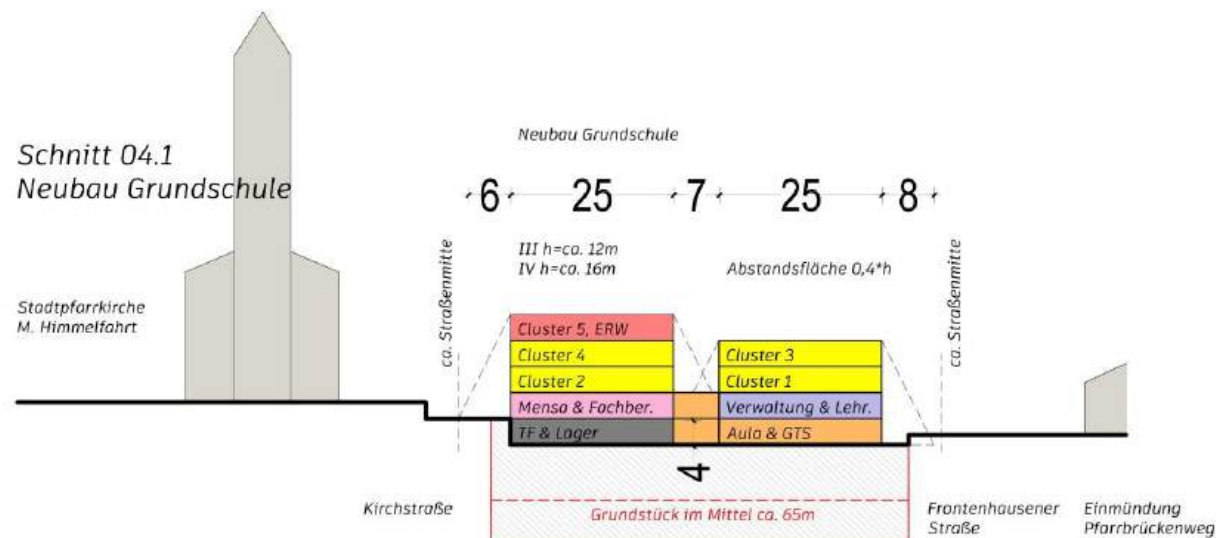 Neubau Grundschule
Schnitt 04.1
Neubau Grundschule
6 25 7 25 8
III h=ca. 12m
IV h=ca. 16m
Abstandsfläche 0,4*h
ca. Straßenmitte
ca. Straßenmitte
Stadtpfarrkirche
M. Himmelfahrt
Cluster 5, ERW
Cluster 4
Cluster 3
Cluster 2
Cluster 1
Mensa & Fachber.
Verwaltung & Lehr.
TF & Lager
Aula & GTS
4
Kirchstraße
Grundstück im Mittel ca. 65m
Frontenhausener
Straße
Einmündung
Pfarrbrückenweg